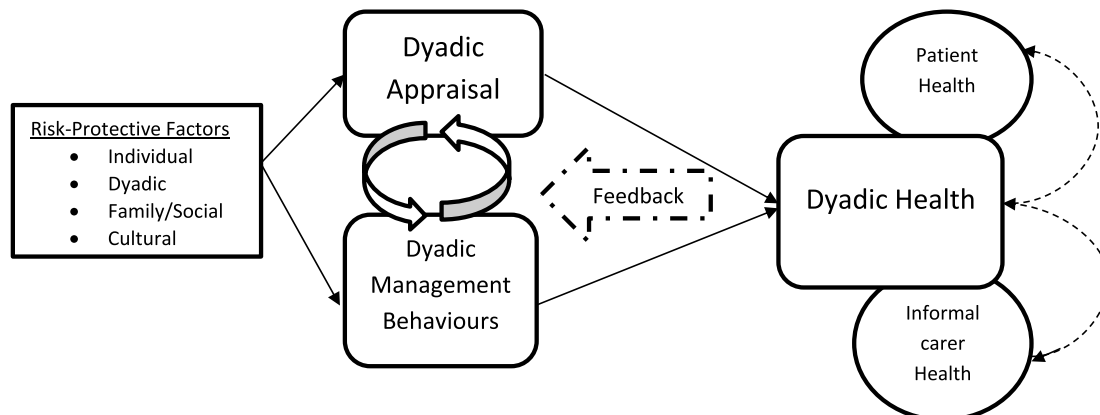 Risk-Protective Factors
● Individual
● Dyadic
● Family/Social
● Cultural
Dyadic
Appraisal
Dyadic
Management
Behaviours
Feedback
Patient
Health
Dyadic Health
Informal
carer
Health